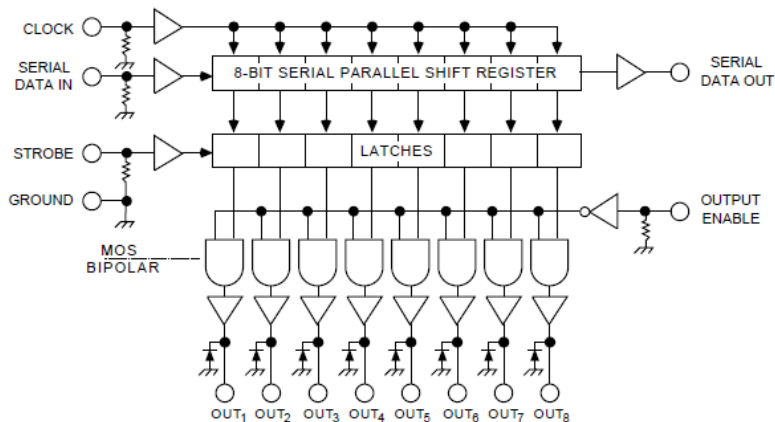 CLOCK
SERIAL
DATA IN
8-BIT SERIAL PARALLEL SHIFT REGISTER
SERIAL
DATA OUT
STROBE
LATCHES
GROUND
OUTPUT
ENABLE
MOS
BIPOLAR
OUT1 OUT2 OUT3 OUT4 OUT5 OUT6 OUT7 OUT8